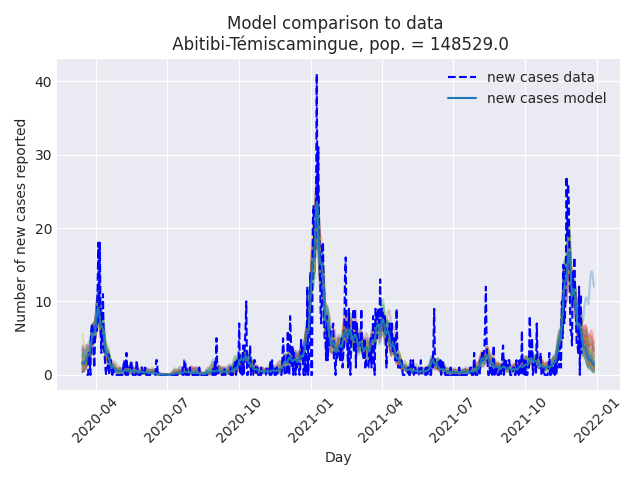 Model comparison to data
Abitibi-Témiscamingue, pop. = 148529.0
new cases data
new cases model
Number of new cases reported
40
30
20
10
0
2020-04
2020-07
2020-10
2021-01
2021-04
2021-07
2021-10
2022-01
Day